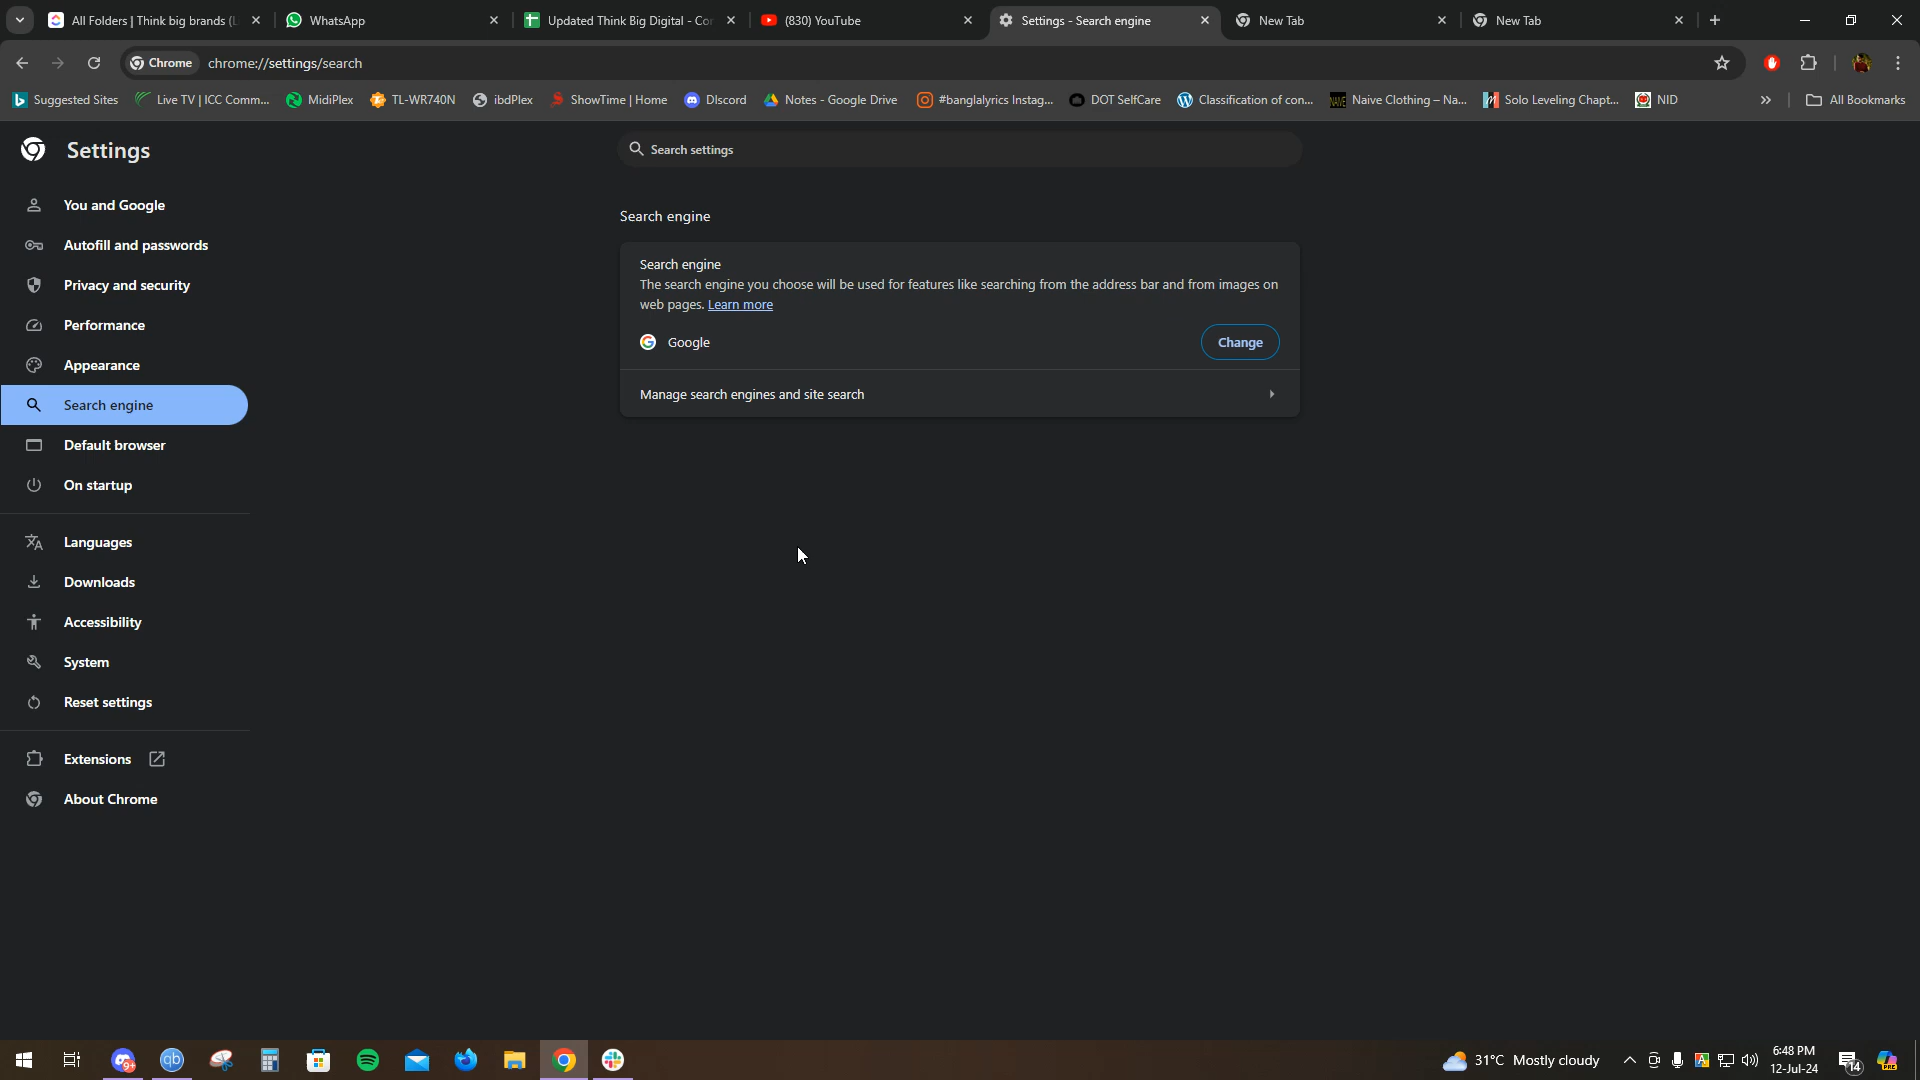 All Folders | Think big brands (L
WhatsApp
Updated Think Big Digital - Cor
(830) YouTube
Settings - Search engine
New Tab
New Tab
Chrome
chrome://settings/search
Suggested Sites
Live TV | ICC Comm...
MidiPlex
TL-WR740N
ibdPlex
ShowTime | Home
DIscord
Notes - Google Drive
#banglalyrics Instag...
DOT SelfCare
Classification of con...
Naive Clothing – Na...
Solo Leveling Chapt...
NID
All Bookmarks
Settings
Search settings
You and Google
Autofill and passwords
Privacy and security
Performance
Appearance
Search engine
Default browser
On startup
Languages
Downloads
Accessibility
System
Reset settings
Extensions
About Chrome
Search engine
Search engine
The search engine you choose will be used for features like searching from the address bar and from images on
web pages. Learn more
Google
Change
Manage search engines and site search
9+
qb
31°C Mostly cloudy
6:48 PM
12-Jul-24
14
PRE